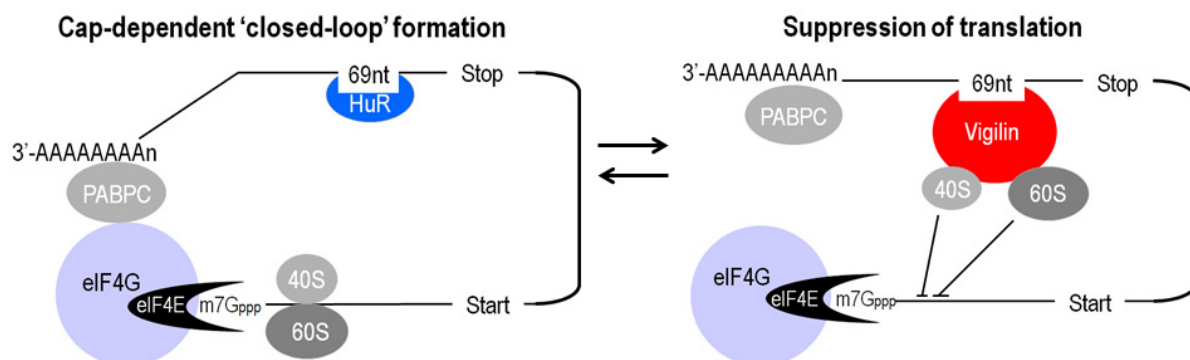 Cap-dependent 'closed-loop' formation
69nt
Stop
HuR
3'-AAAAAAAAn
PABPC
eIF4G
eIF4E
m7Gppp
40S
60S
Start
Suppression of translation
3'-AAAAAAAAAn
69nt
Stop
PABPC
Vigilin
40S
60S
eIF4G
eIF4E
m7Gppp
Start